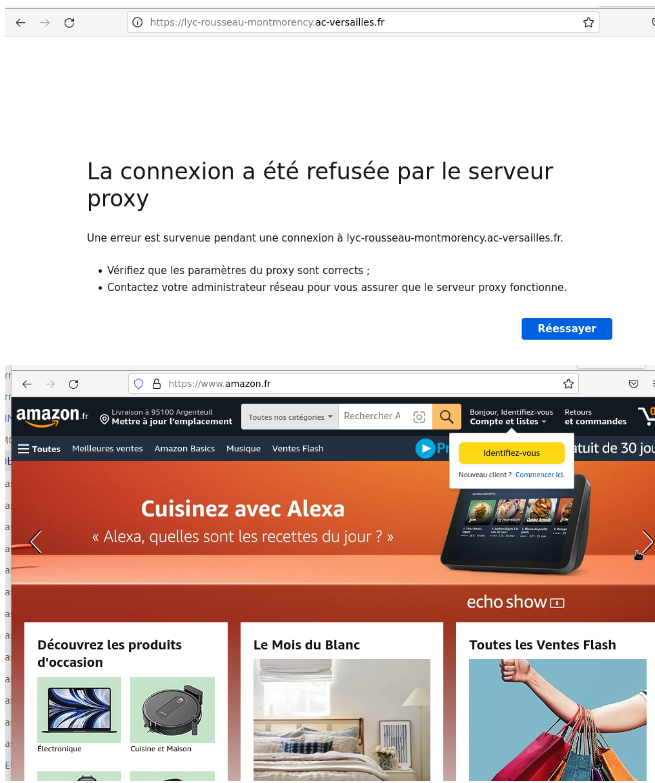 https://lyc-rousseau-montmorency.ac-versailles.fr
La connexion a été refusée par le serveur
proxy
Une erreur est survenue pendant une connexion à lyc-rousseau-montmorency.ac-versailles.fr.
• Vérifiez que les paramètres du proxy sont corrects ;
• Contactez votre administrateur réseau pour vous assurer que le serveur proxy fonctionne.
Réessayer
https://www.amazon.fr
amazon.fr
Livraison à 95100 Argenteuil
Mettre à jour l'emplacement
Toutes nos catégories
Rechercher A
Bonjour, Identifiez-vous
Compte et listes
Retours
et commandes
0
Toutes
Meilleures ventes
Amazon Basics
Musique
Ventes Flash
atuit de 30 jou
Identifiez-vous
Nouveau client ? Commencer ici.
Cuisinez avec Alexa
« Alexa, quelles sont les recettes du jour ? »
echo show 8
Découvrez les produits
d'occasion
Électronique
Cuisine et Maison
Le Mois du Blanc
Toutes les Ventes Flash